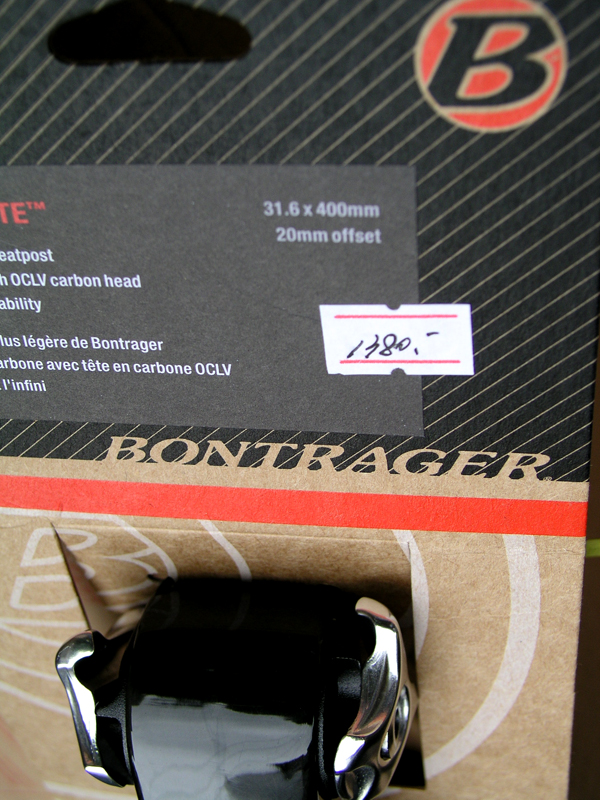 B
TE™
31.6 x 400mm
20mm offset
eatpost
h OCLV carbon head
ability
lus légère de Bontrager
arbone avec tête en carbone OCLV
l'infini
BONTRAGER